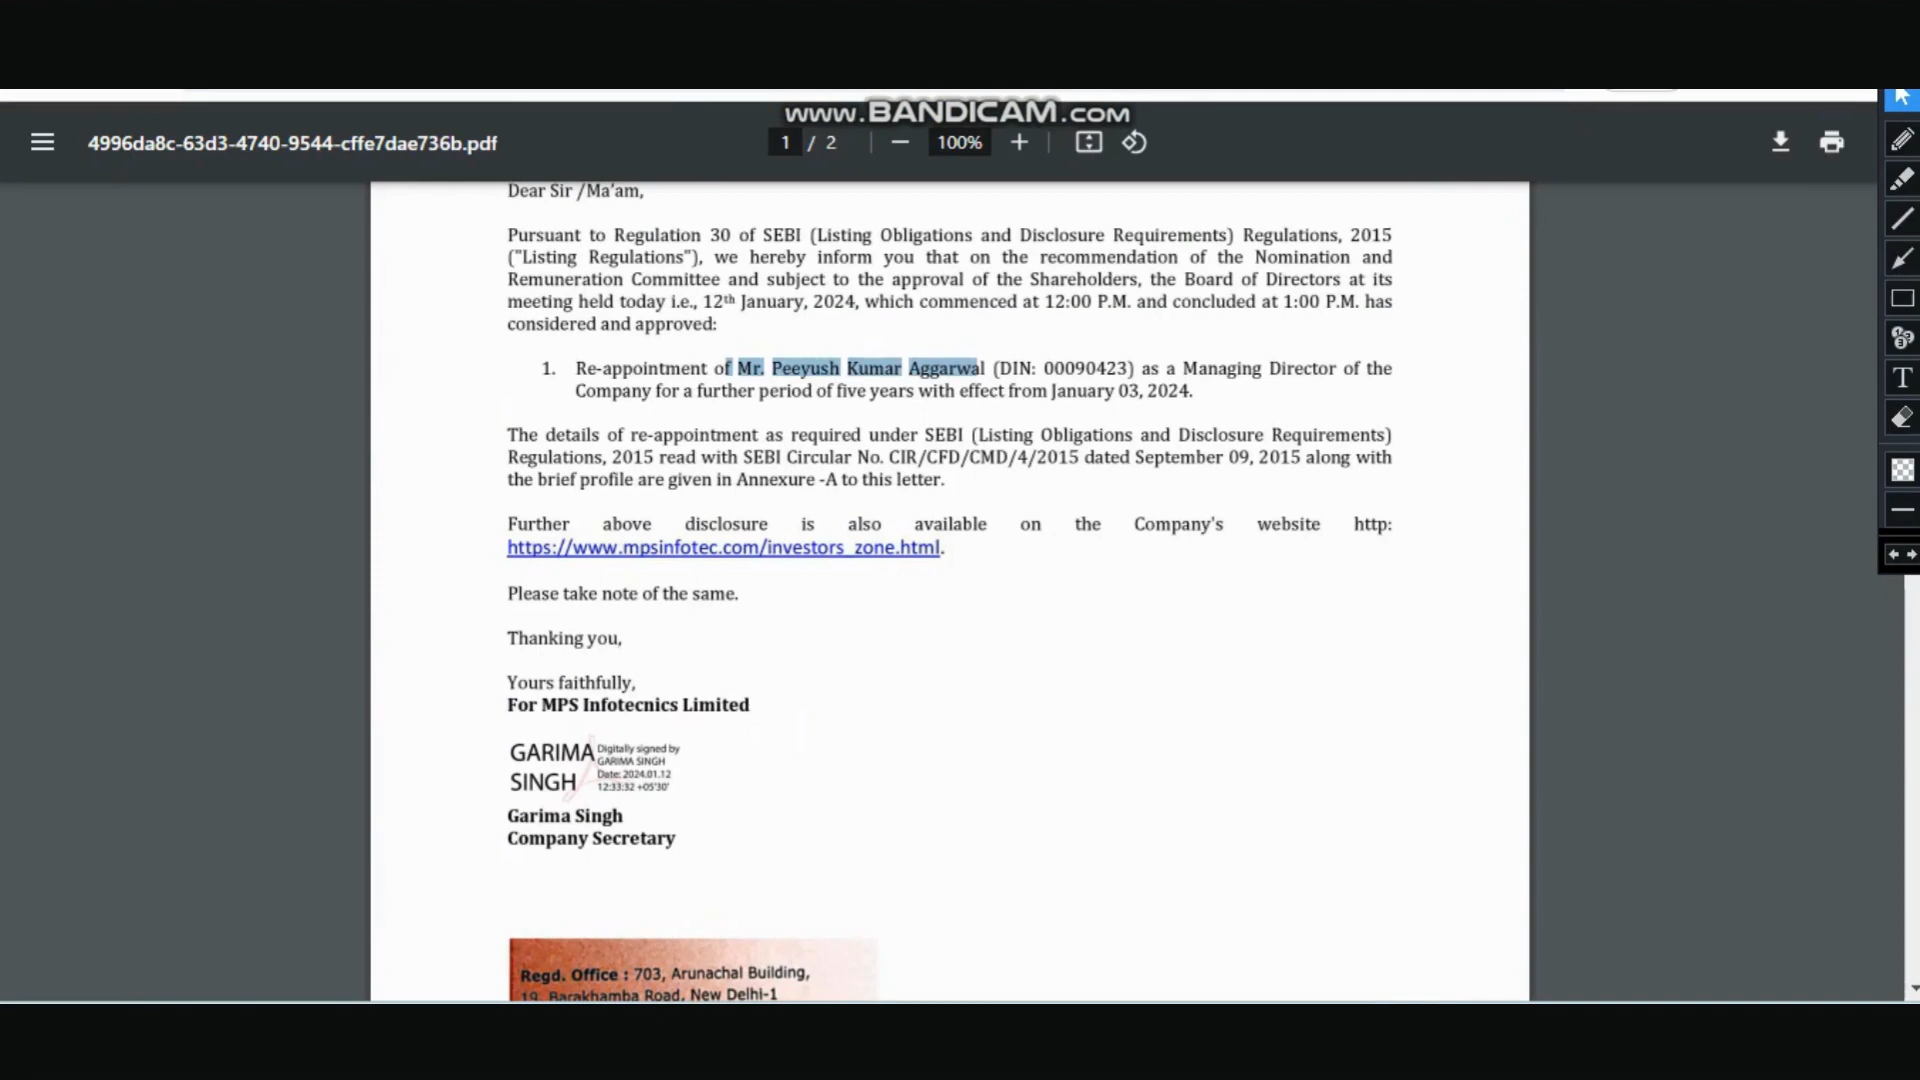 www.BANDICAM.com
4996da8c-63d3-4740-9544-cffe7dae736b.pdf
1 / 2
100%
Dear Sir /Ma'am,
Pursuant to Regulation 30 of SEBI (Listing Obligations and Disclosure Requirements) Regulations, 2015
("Listing Regulations"), we hereby inform you that on the recommendation of the Nomination and
Remuneration Committee and subject to the approval of the Shareholders, the Board of Directors at its
meeting held today i.e., 12th January, 2024, which commenced at 12:00 P.M. and concluded at 1:00 P.M. has
considered and approved:
1. Re-appointment of Mr. Peeyush Kumar Aggarwal (DIN: 00090423) as a Managing Director of the
Company for a further period of five years with effect from January 03, 2024.
The details of re-appointment as required under SEBI (Listing Obligations and Disclosure Requirements)
Regulations, 2015 read with SEBI Circular No. CIR/CFD/CMD/4/2015 dated September 09, 2015 along with
the brief profile are given in Annexure -A to this letter.
Further above disclosure is also available on the Company's website http:
https://www.mpsinfotec.com/investors_zone.html.
Please take note of the same.
Thanking you,
Yours faithfully,
For MPS Infotecnics Limited
GARIMA
SINGH
Digitally signed by
GARIMA SINGH
Date: 2024.01.12
12:33:32 +05'30'
Garima Singh
Company Secretary
Regd. Office : 703, Arunachal Building,
19, Barakhamba Road, New Delhi-1